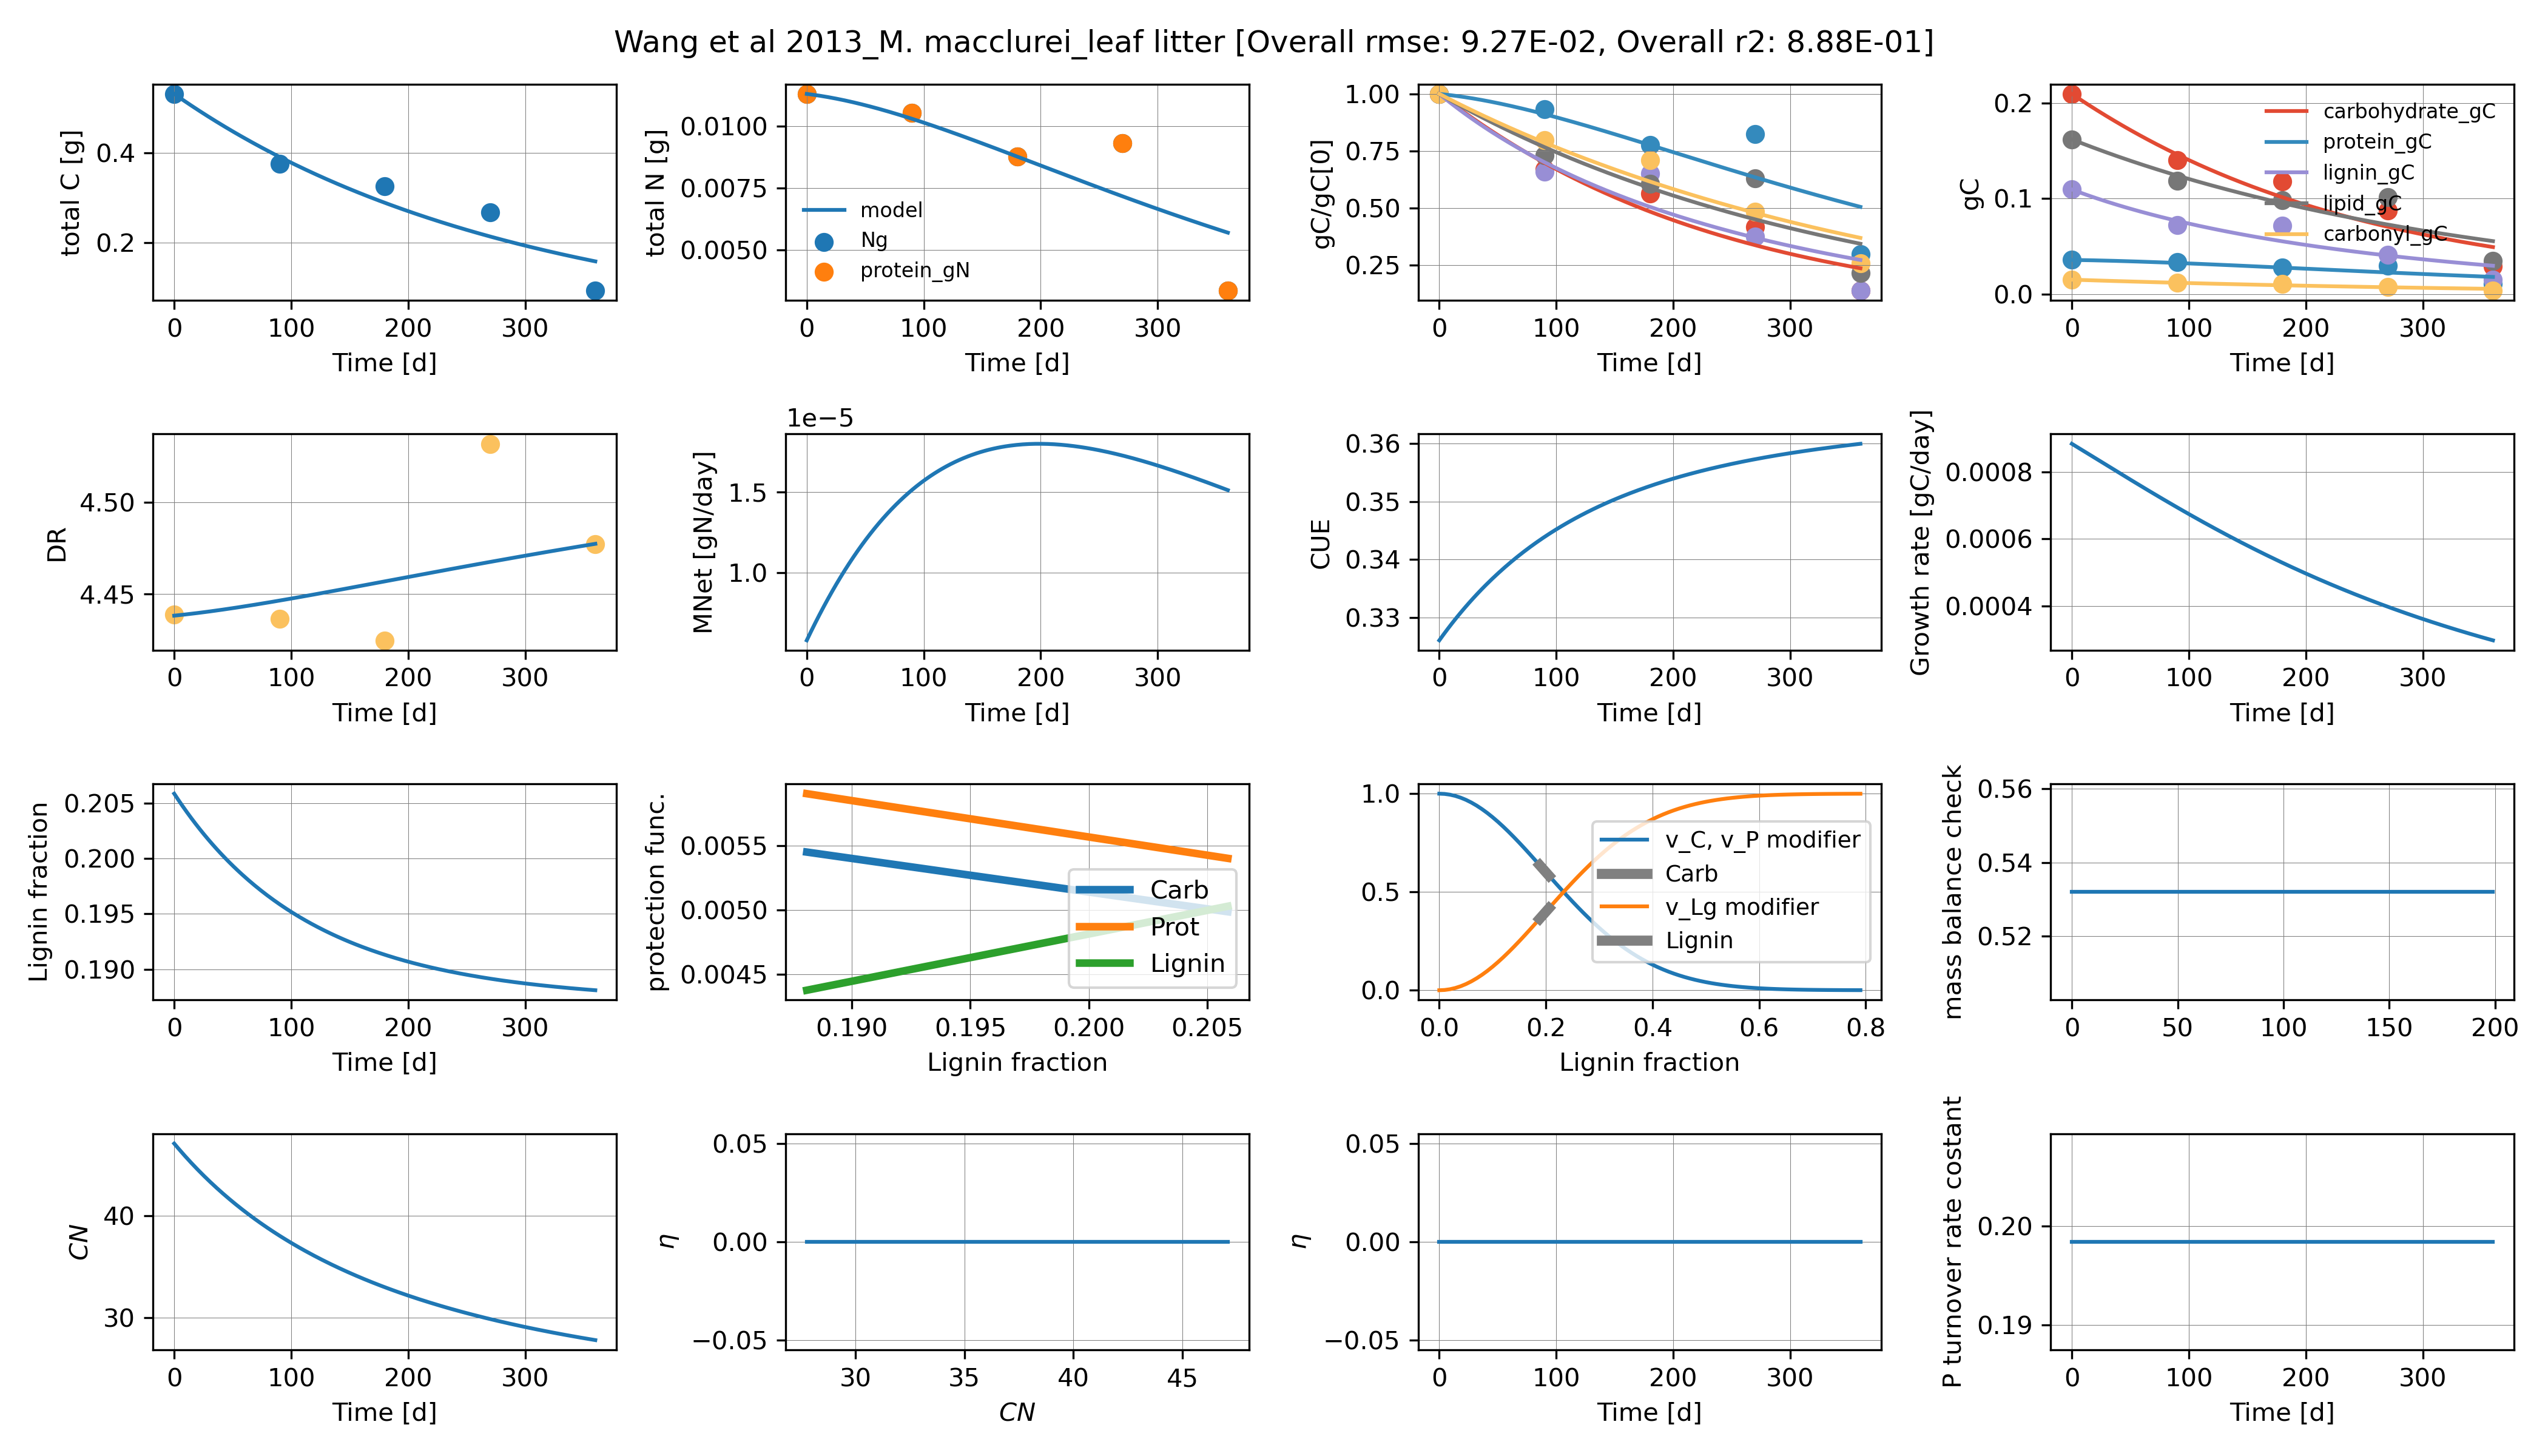 Wang et al 2013_M. macclurei_leaf litter [Overall rmse: 9.27E-02, Overall r2: 8.88E-01]
total C [g]
0.4
0.2
0 100 200 300
Time [d]
total N [g]
0.0100
0.0075
0.0050
model
Ng
protein_gN
0 100 200 300
Time [d]
gC/gC[0]
1.00
0.75
0.50
0.25
0 100 200 300
Time [d]
gC
0.2
0.1
0.0
carbohydrate_gC
protein_gC
lignin_gC
lipid_gC
carbonyl_gC
0 100 200 300
Time [d]
DR
4.50
4.45
0 100 200 300
Time [d]
1e−5
MNet [gN/day]
1.5
1.0
0 100 200 300
Time [d]
CUE
0.36
0.35
0.34
0.33
0 100 200 300
Time [d]
Growth rate [gC/day]
0.0008
0.0006
0.0004
0 100 200 300
Time [d]
Lignin fraction
0.205
0.200
0.195
0.190
0 100 200 300
Time [d]
protection func.
0.0055
0.0050
0.0045
Carb
Prot
Lignin
0.190 0.195 0.200 0.205
Lignin fraction
1.0
0.5
0.0
v_C, v_P modifier
Carb
v_Lg modifier
Lignin
0.0 0.2 0.4 0.6 0.8
Lignin fraction
mass balance check
0.56
0.54
0.52
0 50 100 150 200
CN
40
30
0 100 200 300
Time [d]
η
0.05
0.00
−0.05
30 35 40 45
CN
η
0.05
0.00
−0.05
0 100 200 300
Time [d]
P turnover rate costant
0.20
0.19
0 100 200 300
Time [d]